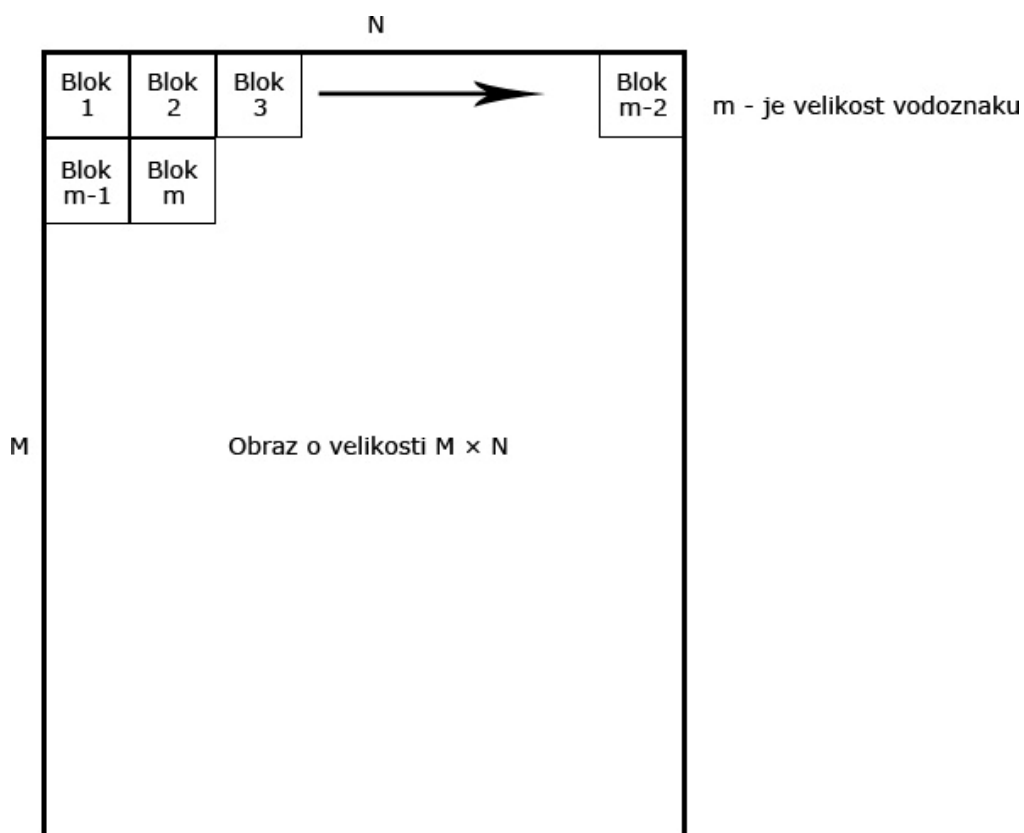 N
Blok
1
Blok
2
Blok
3
Blok
m-2
m - je velikost vodoznaku
Blok
m-1
Blok
m
M
Obraz o velikosti M × N